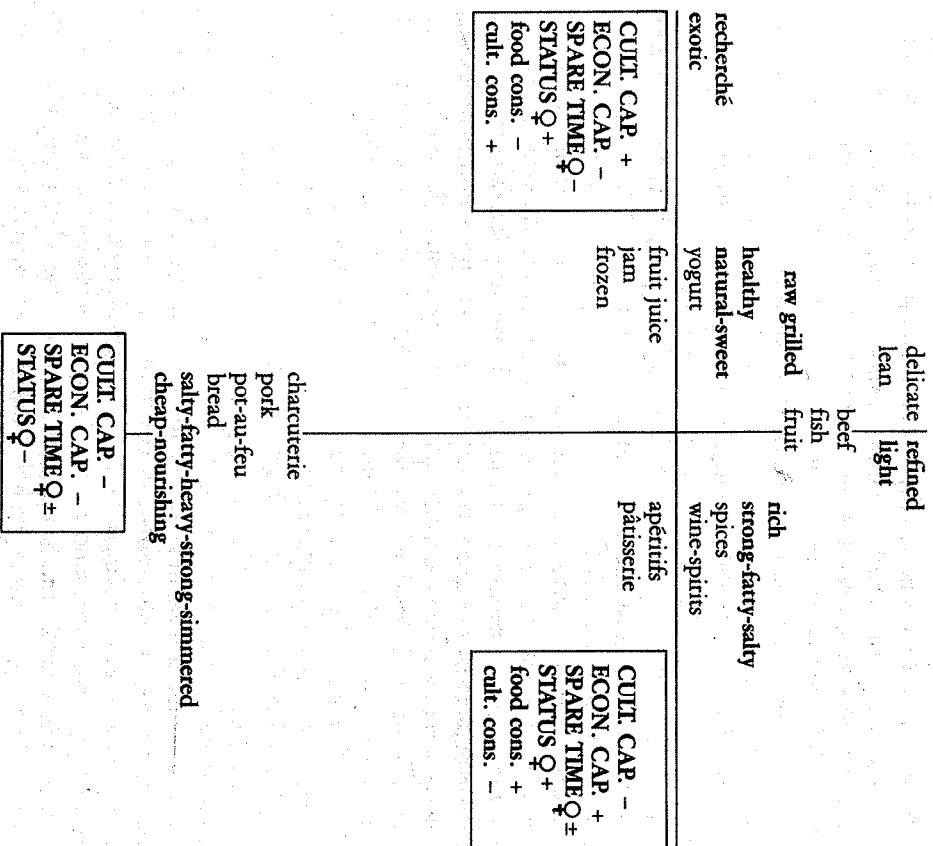 delicate refined
lean light
beef
fish
fruit
raw grilled
recherché
exotic
healthy
natural-sweet
yogurt
rich
strong-fatty-salty
spices
wine-spirits
CULT. CAP. +
ECON. CAP. –
SPARE TIME ♀ –
STATUS ♀ +
food cons. –
cult. cons. +
fruit juice
jam
frozen
apéritifs
pâtisserie
CULT. CAP. –
ECON. CAP. +
SPARE TIME ♀ ±
STATUS ♀ +
food cons. +
cult. cons. –
charcuterie
pork
pot-au-feu
bread
salty-fatty-heavy-strong-simmered
cheap-nourishing
CULT. CAP. –
ECON. CAP. –
SPARE TIME ♀ ±
STATUS ♀ –